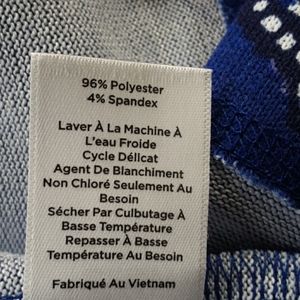 96% Polyester
4% Spandex
Laver À La Machine À
L'eau Froide
Cycle Délicat
Agent De Blanchiment
Non Chloré Seulement Au
Besoin
Sécher Par Culbutage À
Basse Température
Repasser À Basse
Température Au Besoin
Fabriqué Au Vietnam